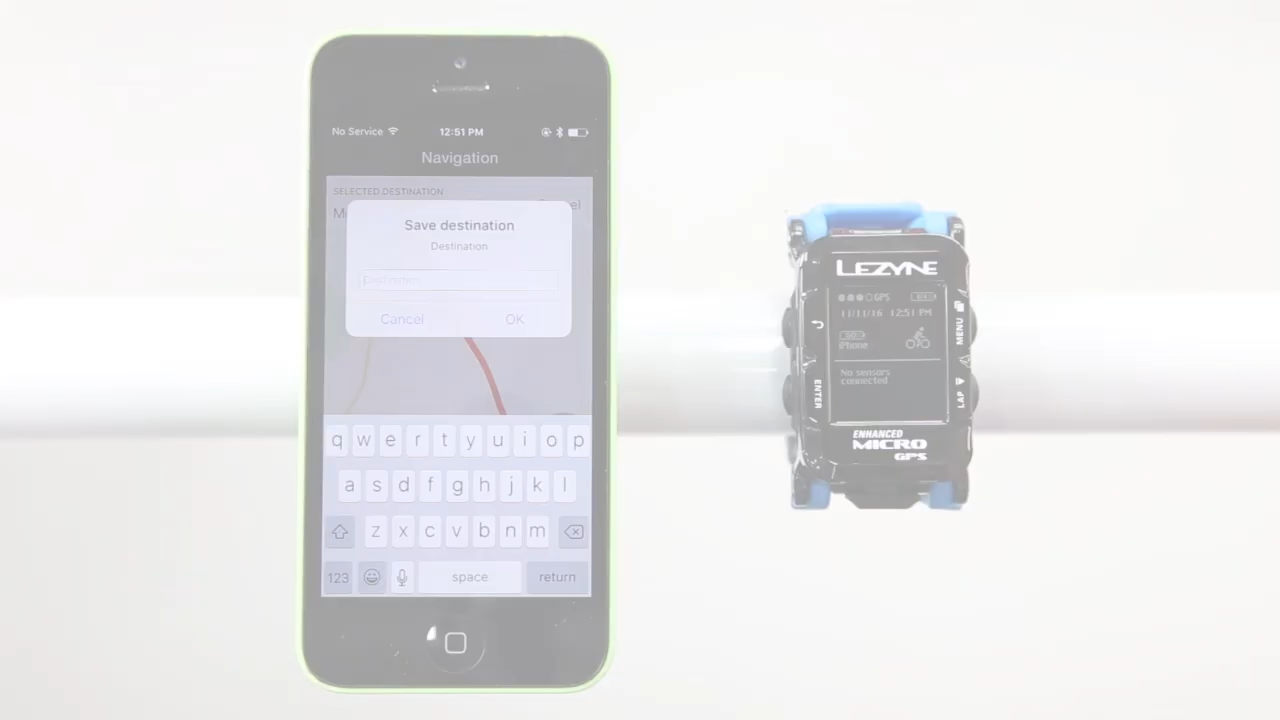 No Service 12:51 PM
Navigation
SELECTED DESTINATION
Save destination
Destination
Destination
Cancel OK
q w e r t y u i o p
a s d f g h j k l
z x c v b n m
123 space return
LEZYNE
GPS
11/11/16 12:51 PM
iPhone
No sensors
connected
MENU
LAP
ENTER
ENHANCED
MICRO
GPS